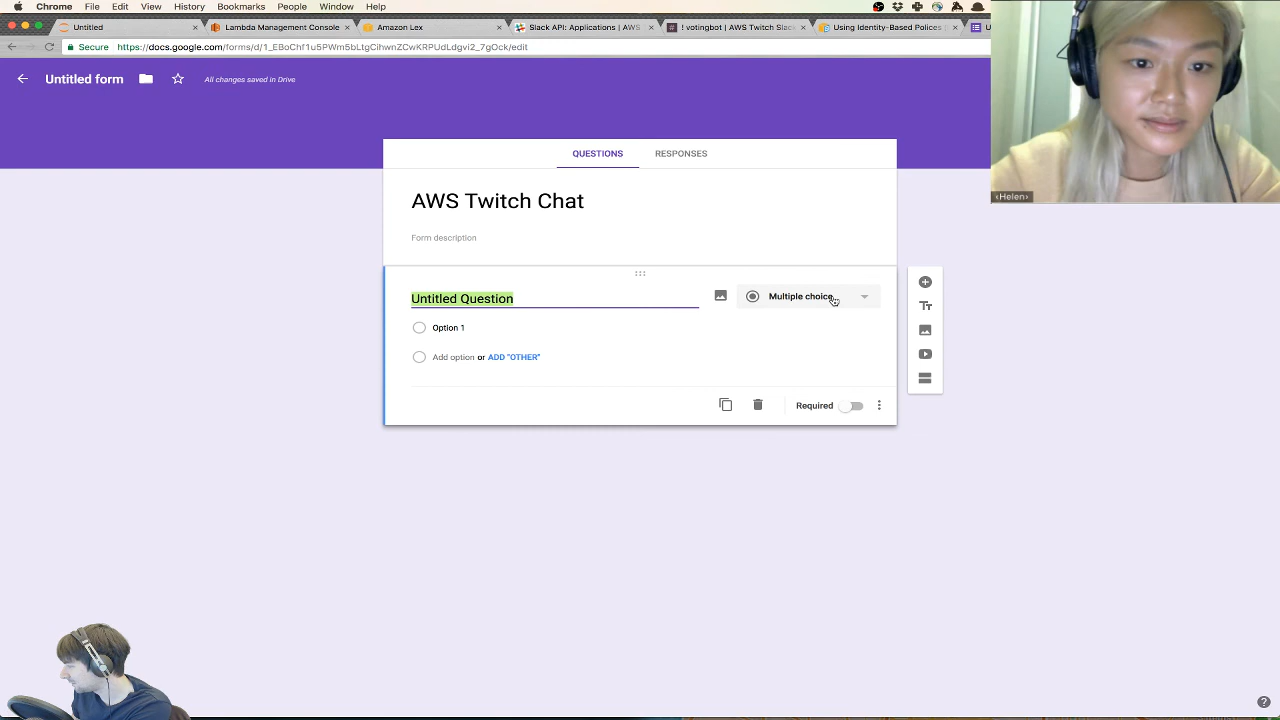 Chrome File Edit View History Bookmarks People Window Help
Untitled
Lambda Management Console
Amazon Lex
Slack API: Applications | AWS
! votingbot | AWS Twitch Slac
Using Identity-Based Polices
U
Secure https://docs.google.com/forms/d/1_EBoChf1u5PWm5bLtgCihwnZCwKRPUdLdgvi2_7gOck/edit
Untitled form All changes saved in Drive
‹Helen›
QUESTIONS RESPONSES
AWS Twitch Chat
Form description
Untitled Question Multiple choice
Option 1
Add option or ADD "OTHER"
Required